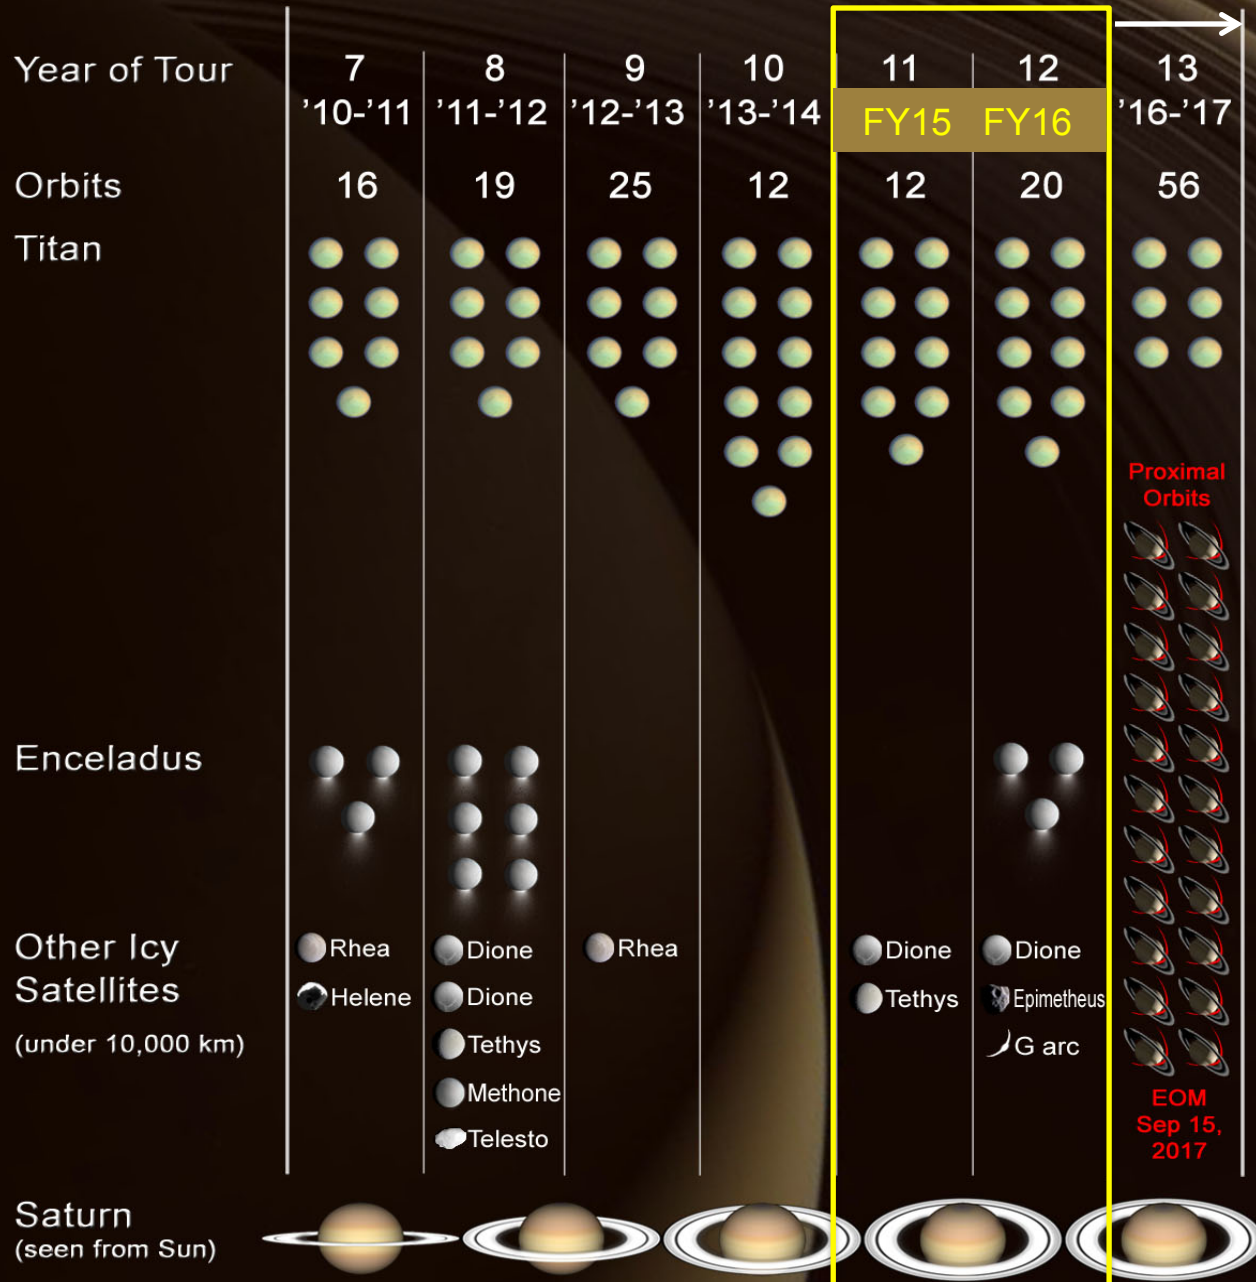 Year of Tour 7 8 9 10 11 12 13
’10-’11 ’11-’12 ’12-’13 ’13-’14 FY15 FY16 ’16-’17
Orbits 16 19 25 12 12 20 56
Titan
Proximal
Orbits
Enceladus
Other Icy Rhea Dione Rhea Dione Dione
Satellites Helene Dione Tethys Epimetheus
(under 10,000 km) Tethys G arc
Methone EOM
Telesto Sep 15,
2017
Saturn
(seen from Sun)